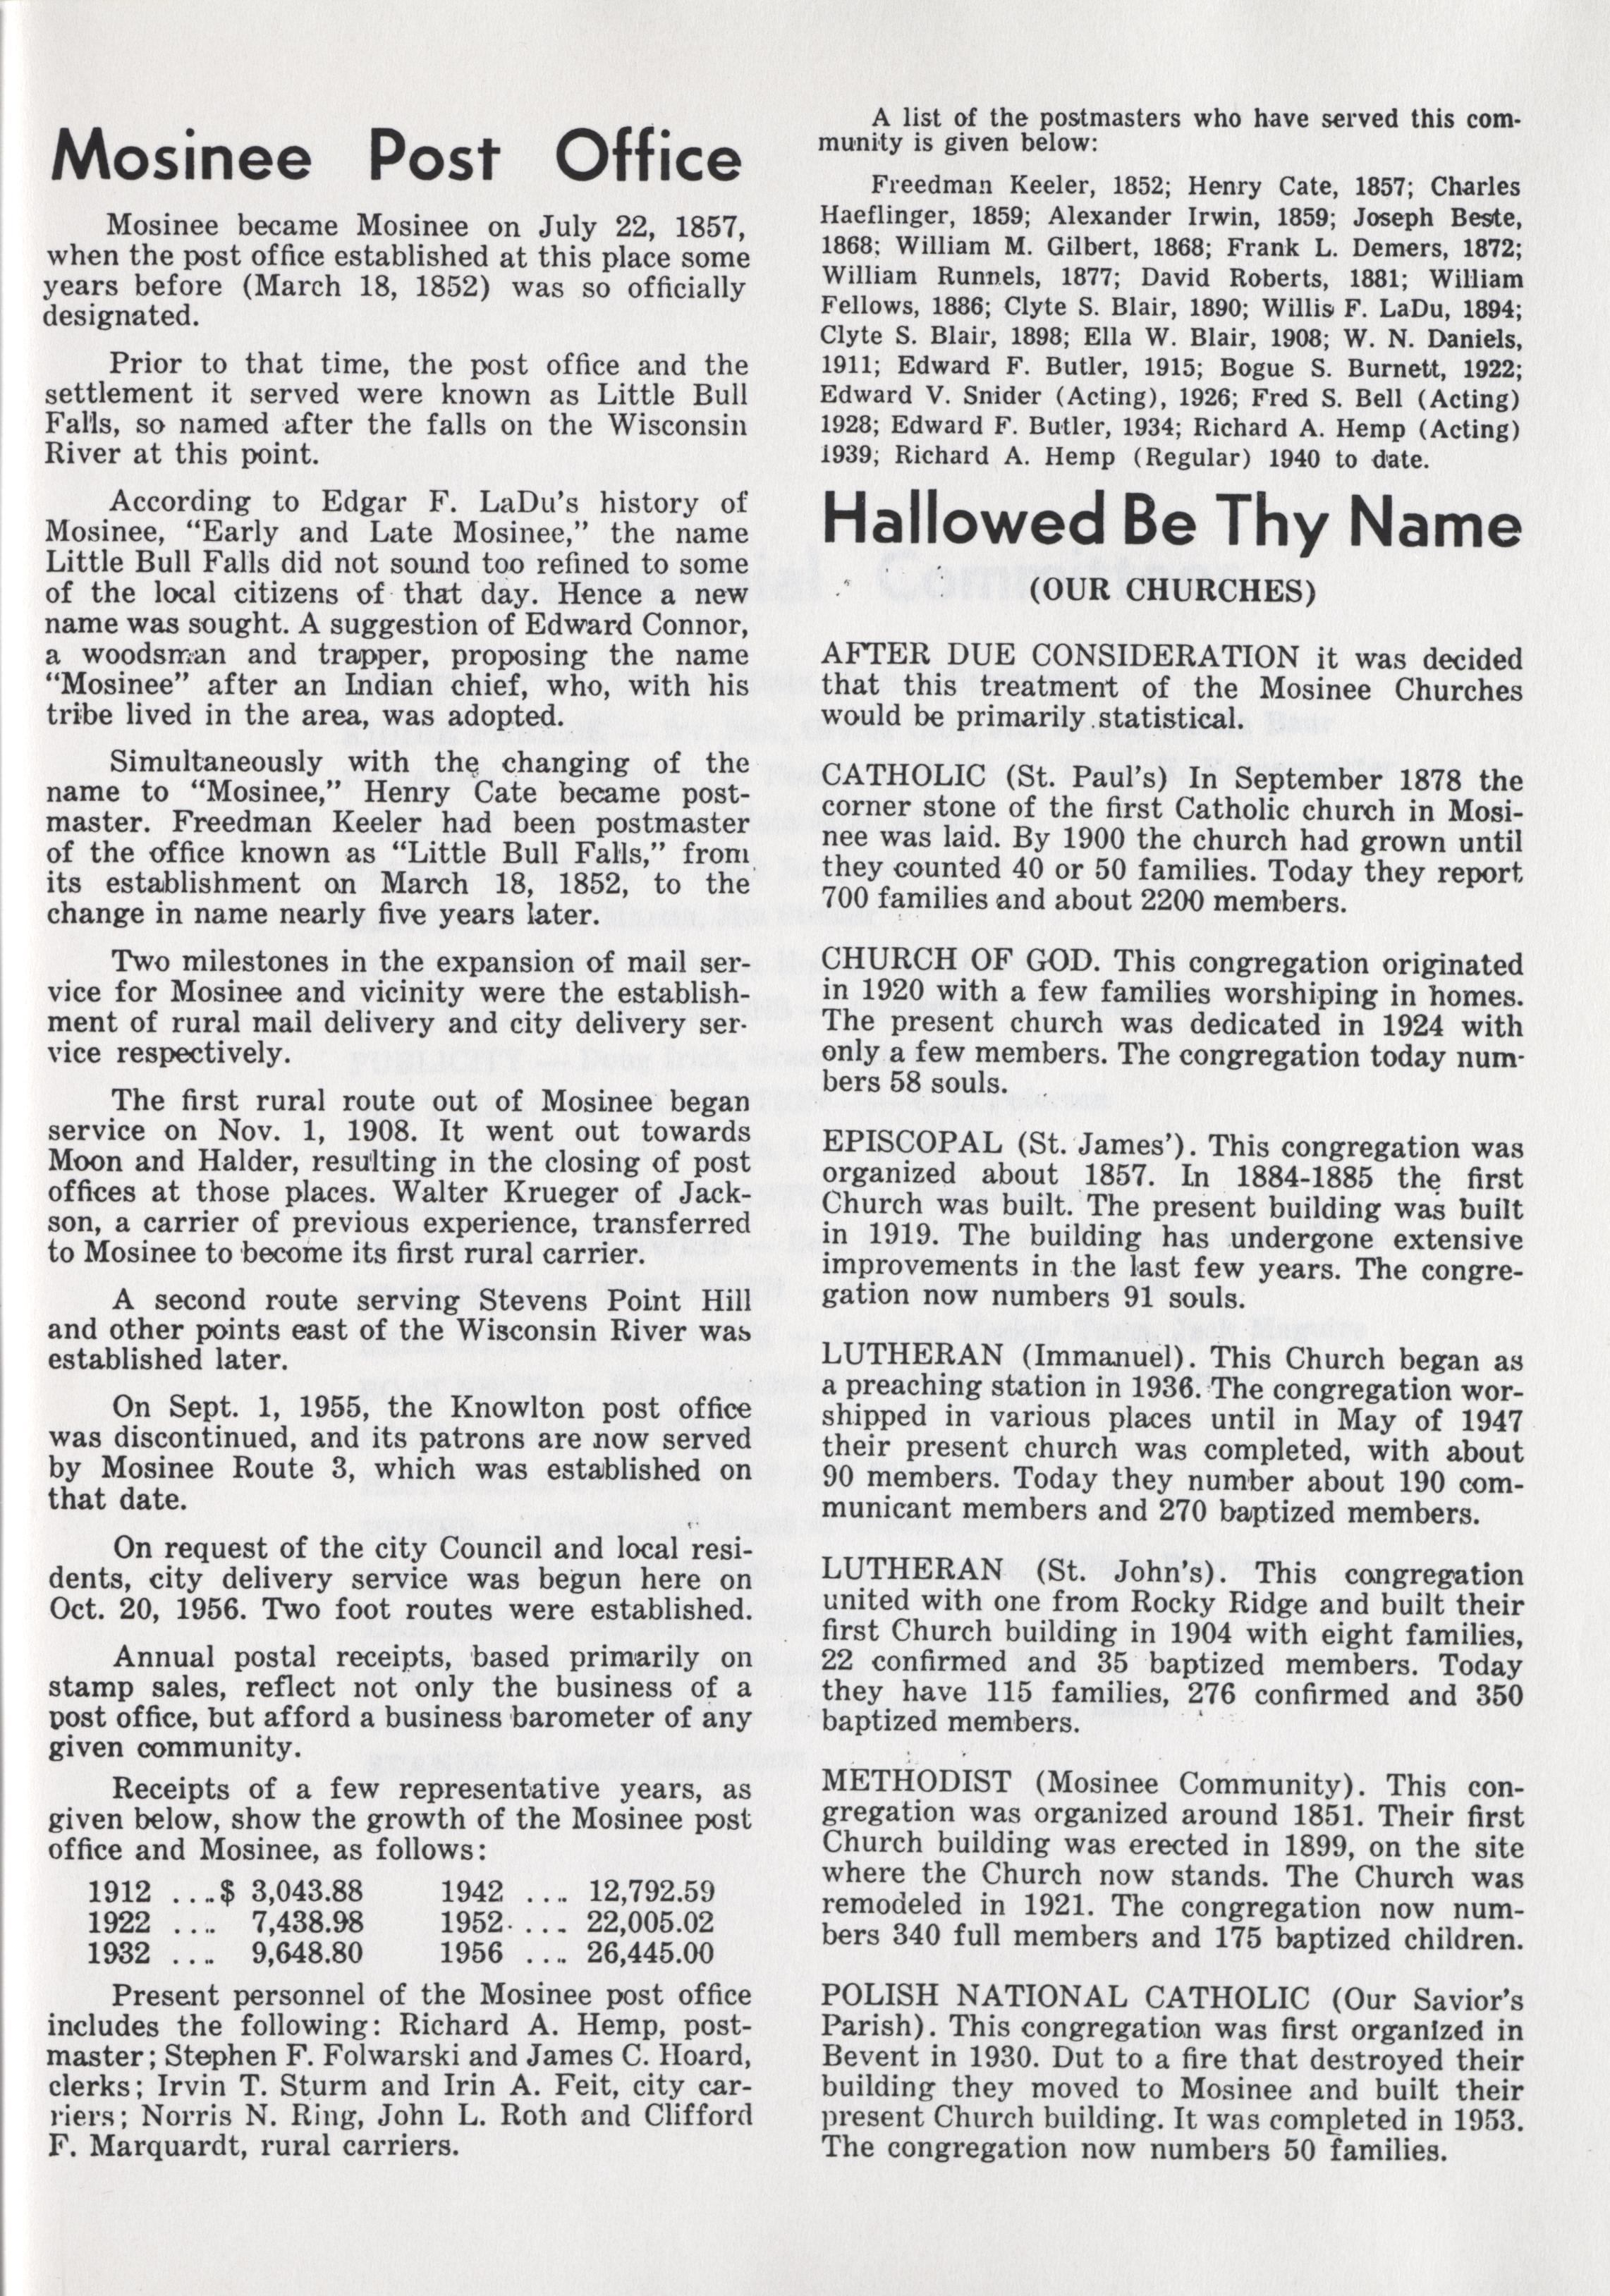 Mosinee Post Office
Mosinee became Mosinee on July 22, 1857,
when the post office established at this place some
years before (March 18, 1852) was so officially
designated.
Prior to that time, the post office and the
settlement it served were known as Little Bull
Falls, so named after the falls on the Wisconsin
River at this point.
According to Edgar F. LaDu's history of
Mosinee, "Early and Late Mosinee," the name
Little Bull Falls did not sound too refined to some
of the local citizens of that day. Hence a new
name was sought. A suggestion of Edward Connor,
a woodsman and trapper, proposing the name
"Mosinee" after an Indian chief, who, with his
tribe lived in the area, was adopted.
Simultaneously with the changing of the
name to "Mosinee," Henry Cate became post-
master. Freedman Keeler had been postmaster
of the office known as "Little Bull Falls," from
its establishment on March 18, 1852, to the
change in name nearly five years later.
Two milestones in the expansion of mail ser-
vice for Mosinee and vicinity were the establish-
ment of rural mail delivery and city delivery ser-
vice respectively.
The first rural route out of Mosinee began
service on Nov. 1, 1908. It went out towards
Moon and Halder, resulting in the closing of post
offices at those places. Walter Krueger of Jack-
son, a carrier of previous experience, transferred
to Mosinee to become its first rural carrier.
A second route serving Stevens Point Hill
and other points east of the Wisconsin River was
established later.
On Sept. 1, 1955, the Knowlton post office
was discontinued, and its patrons are now served
by Mosinee Route 3, which was established on
that date.
On request of the city Council and local resi-
dents, city delivery service was begun here on
Oct. 20, 1956. Two foot routes were established.
Annual postal receipts, based primarily on
stamp sales, reflect not only the business of a
post office, but afford a business barometer of any
given community.
Receipts of a few representative years, as
given below, show the growth of the Mosinee post
office and Mosinee, as follows:
1912 ....$ 3,043.88 1942 .... 12,792.59
1922 .... 7,438.98 1952 .... 22,005.02
1932 .... 9,648.80 1956 .... 26,445.00
Present personnel of the Mosinee post office
includes the following: Richard A. Hemp, post-
master; Stephen F. Folwarski and James C. Hoard,
clerks; Irvin T. Sturm and Irin A. Feit, city car-
riers; Norris N. Ring, John L. Roth and Clifford
F. Marquardt, rural carriers.
A list of the postmasters who have served this com-
munity is given below:
Freedman Keeler, 1852; Henry Cate, 1857; Charles
Haeflinger, 1859; Alexander Irwin, 1859; Joseph Beste,
1868; William M. Gilbert, 1868; Frank L. Demers, 1872;
William Runnels, 1877; David Roberts, 1881; William
Fellows, 1886; Clyte S. Blair, 1890; Willis F. LaDu, 1894;
Clyte S. Blair, 1898; Ella W. Blair, 1908; W. N. Daniels,
1911; Edward F. Butler, 1915; Bogue S. Burnett, 1922;
Edward V. Snider (Acting), 1926; Fred S. Bell (Acting)
1928; Edward F. Butler, 1934; Richard A. Hemp (Acting)
1939; Richard A. Hemp (Regular) 1940 to date.
Hallowed Be Thy Name
(OUR CHURCHES)
AFTER DUE CONSIDERATION it was decided
that this treatment of the Mosinee Churches
would be primarily statistical.
CATHOLIC (St. Paul's) In September 1878 the
corner stone of the first Catholic church in Mosi-
nee was laid. By 1900 the church had grown until
they counted 40 or 50 families. Today they report
700 families and about 2200 members.
CHURCH OF GOD. This congregation originated
in 1920 with a few families worshiping in homes.
The present church was dedicated in 1924 with
only a few members. The congregation today num-
bers 58 souls.
EPISCOPAL (St. James'). This congregation was
organized about 1857. In 1884-1885 the first
Church was built. The present building was built
in 1919. The building has undergone extensive
improvements in the last few years. The congre-
gation now numbers 91 souls.
LUTHERAN (Immanuel). This Church began as
a preaching station in 1936. The congregation wor-
shipped in various places until in May of 1947
their present church was completed, with about
90 members. Today they number about 190 com-
municant members and 270 baptized members.
LUTHERAN (St. John's). This congregation
united with one from Rocky Ridge and built their
first Church building in 1904 with eight families,
22 confirmed and 35 baptized members. Today
they have 115 families, 276 confirmed and 350
baptized members.
METHODIST (Mosinee Community). This con-
gregation was organized around 1851. Their first
Church building was erected in 1899, on the site
where the Church now stands. The Church was
remodeled in 1921. The congregation now num-
bers 340 full members and 175 baptized children.
POLISH NATIONAL CATHOLIC (Our Savior's
Parish). This congregation was first organized in
Bevent in 1930. Dut to a fire that destroyed their
building they moved to Mosinee and built their
present Church building. It was completed in 1953.
The congregation now numbers 50 families.